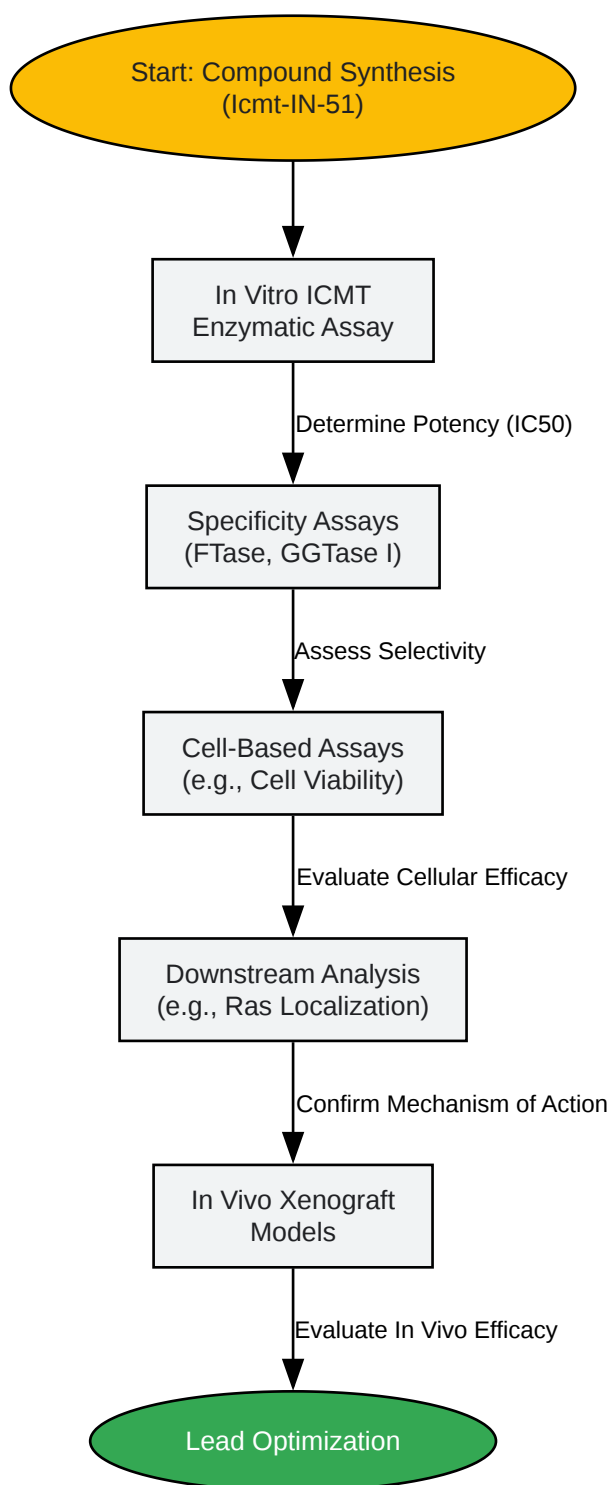 Start: Compound Synthesis
(Icmt-IN-51)
In Vitro ICMT
Enzymatic Assay
Determine Potency (IC50)
Specificity Assays
(FTase, GGTase I)
Assess Selectivity
Cell-Based Assays
(e.g., Cell Viability)
Evaluate Cellular Efficacy
Downstream Analysis
(e.g., Ras Localization)
Confirm Mechanism of Action
In Vivo Xenograft
Models
Evaluate In Vivo Efficacy
Lead Optimization